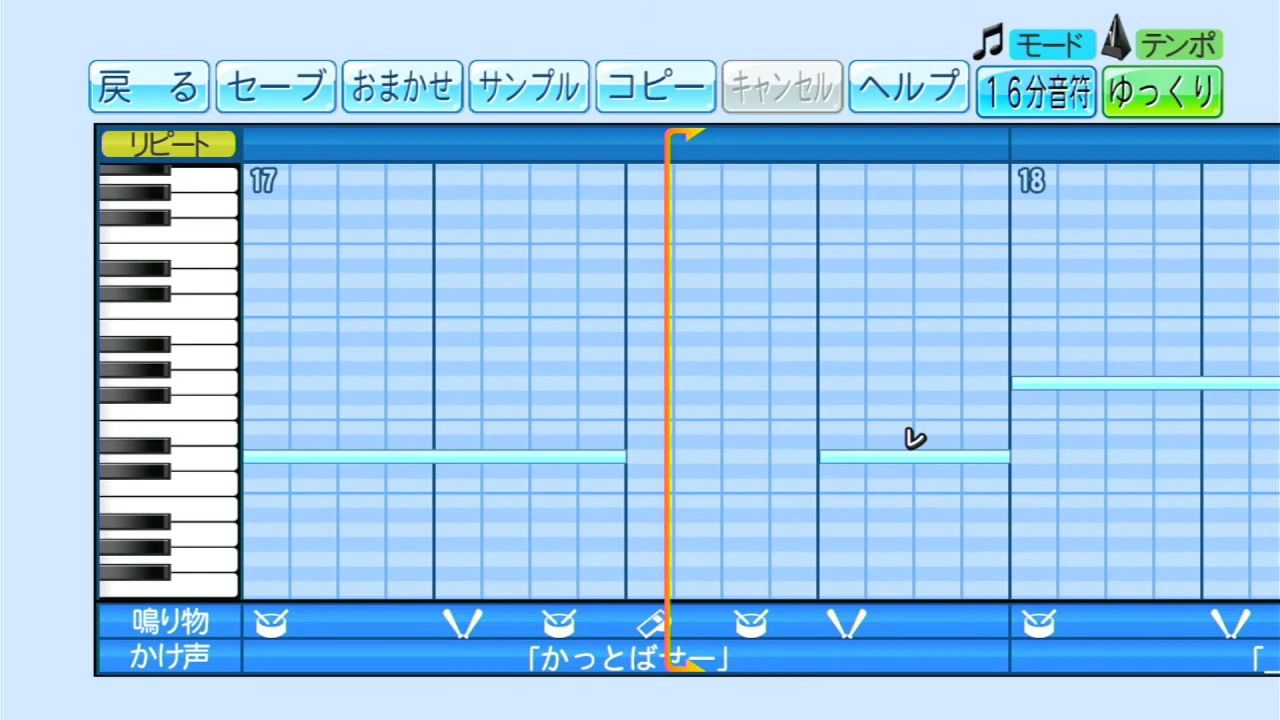 モード テンポ
戻る セーブ おまかせ サンプル コピー キャンセル ヘルプ 16分音符 ゆっくり
リピート
17 18
レ
鳴り物
かけ声 「かっとばせー」 「_